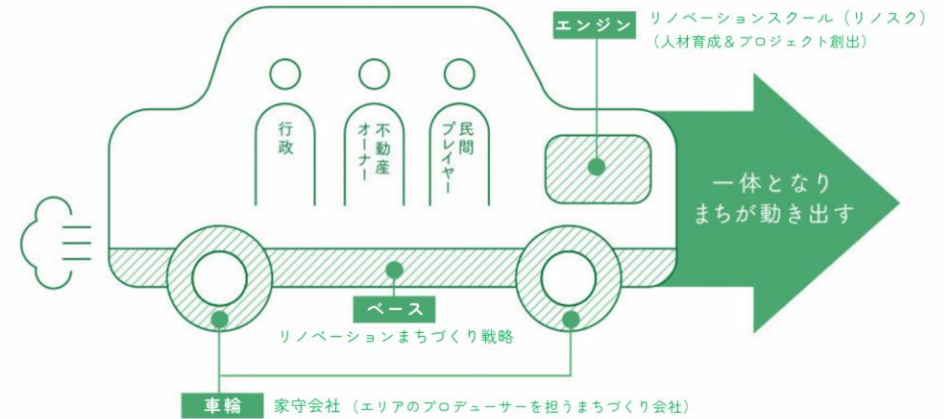 エンジン
リノベーションスクール（リノスク）
（人材育成＆プロジェクト創出）
行政
不動産
オーナー
民間
プレイヤー
一体となり
まちが動き出す
ベース
リノベーションまちづくり戦略
車輪
家守会社（エリアのプロデューサーを担うまちづくり会社）